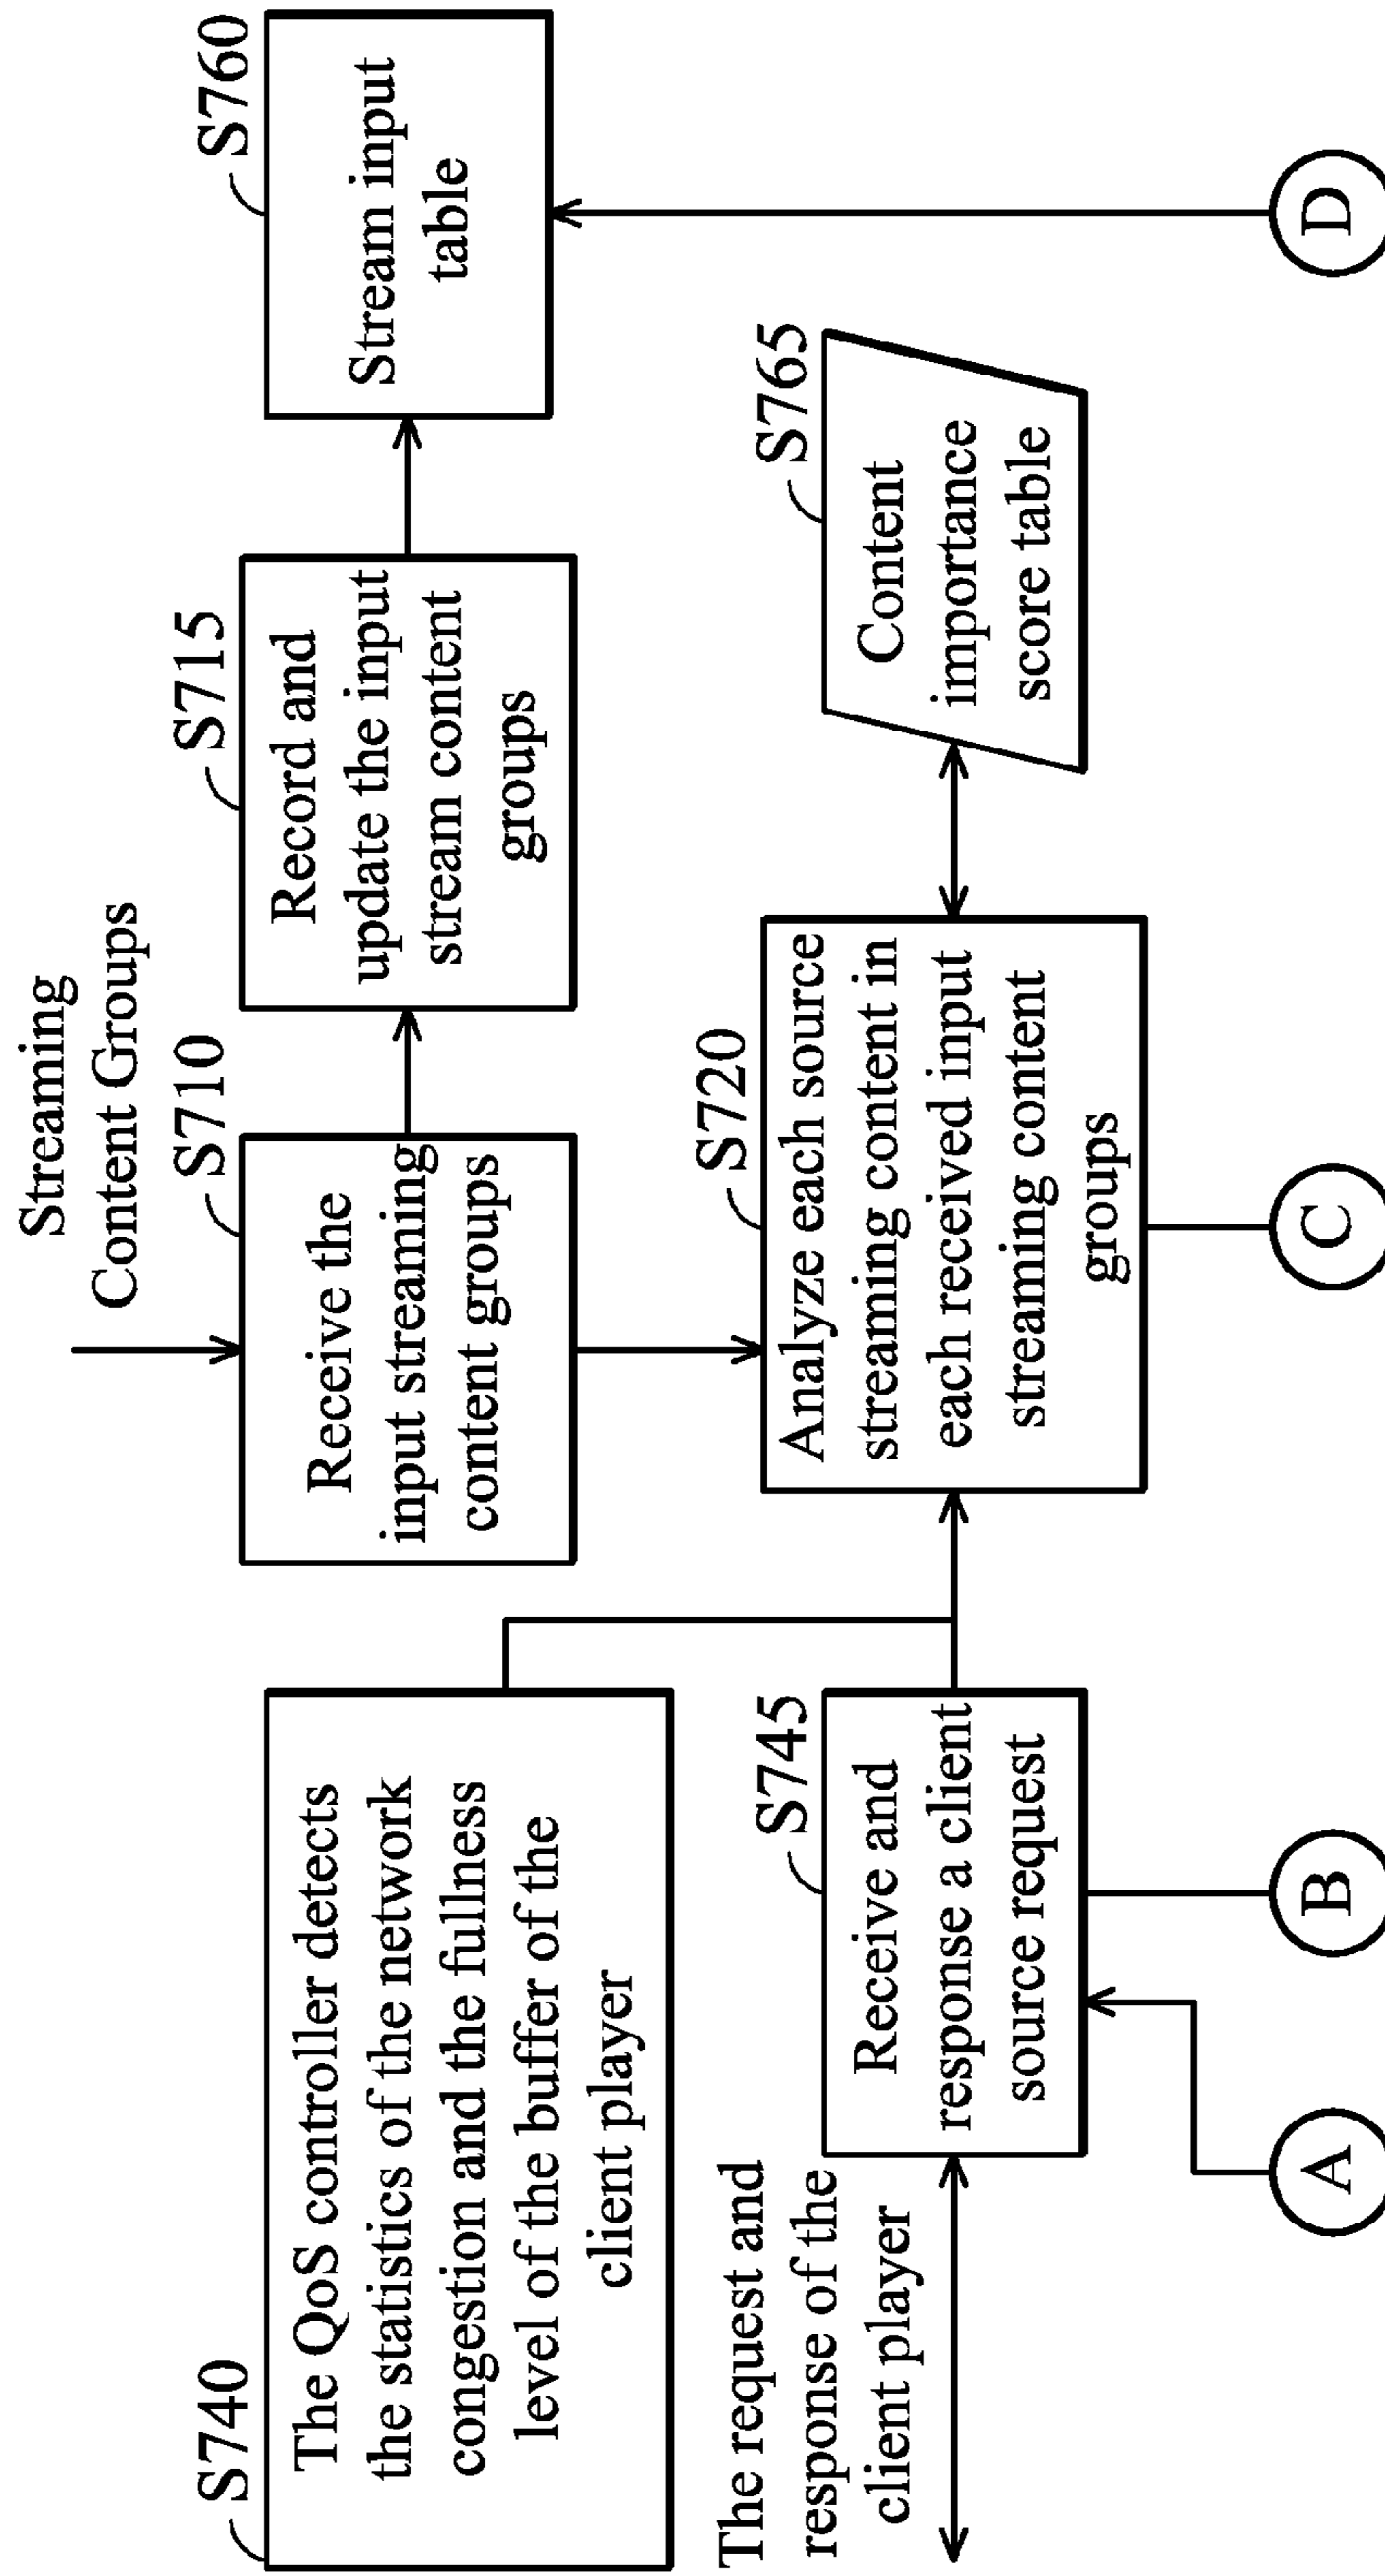 Streaming
Content Groups
S740
The QoS controller detects
the statistics of the network
congestion and the fullness
level of the buffer of the
client player
S710
Receive the
input streaming
content groups
S715
Record and
update the input
stream content
groups
S760
Stream input
table
The request and
response of the
client player
S745
Receive and
response a client
source request
S720
Analyze each source
streaming content in
each received input
streaming content
groups
S765
Content
importance
score table
A
B
C
D